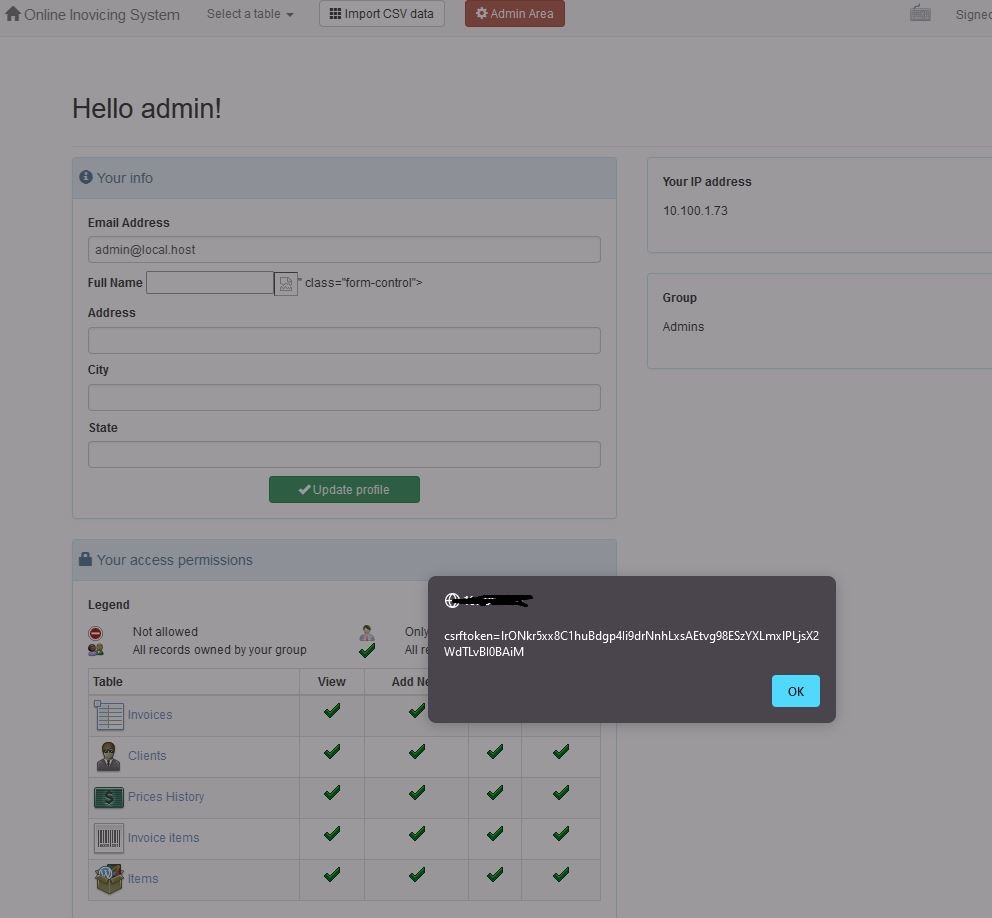 Online Inovicing System Select a table Import CSV data Admin Area Signed
Hello admin!
Your info
Email Address
admin@local.host
Full Name " class="form-control">
Address
City
State
Update profile
Your IP address
10.100.1.73
Group
Admins
Your access permissions
Legend
Not allowed Only
All records owned by your group All re
csrftoken=IrONkr5xx8C1huBdgp4li9drNnhLxsAEtvg98ESzYXLmxIPLjsX2
WdTLvBl0BAiM
OK
Table View Add Ne
Invoices
Clients
Prices History
Invoice items
Items